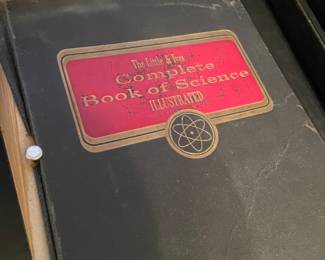 The Little & Ives
Complete
Book of Science
ILLUSTRATED